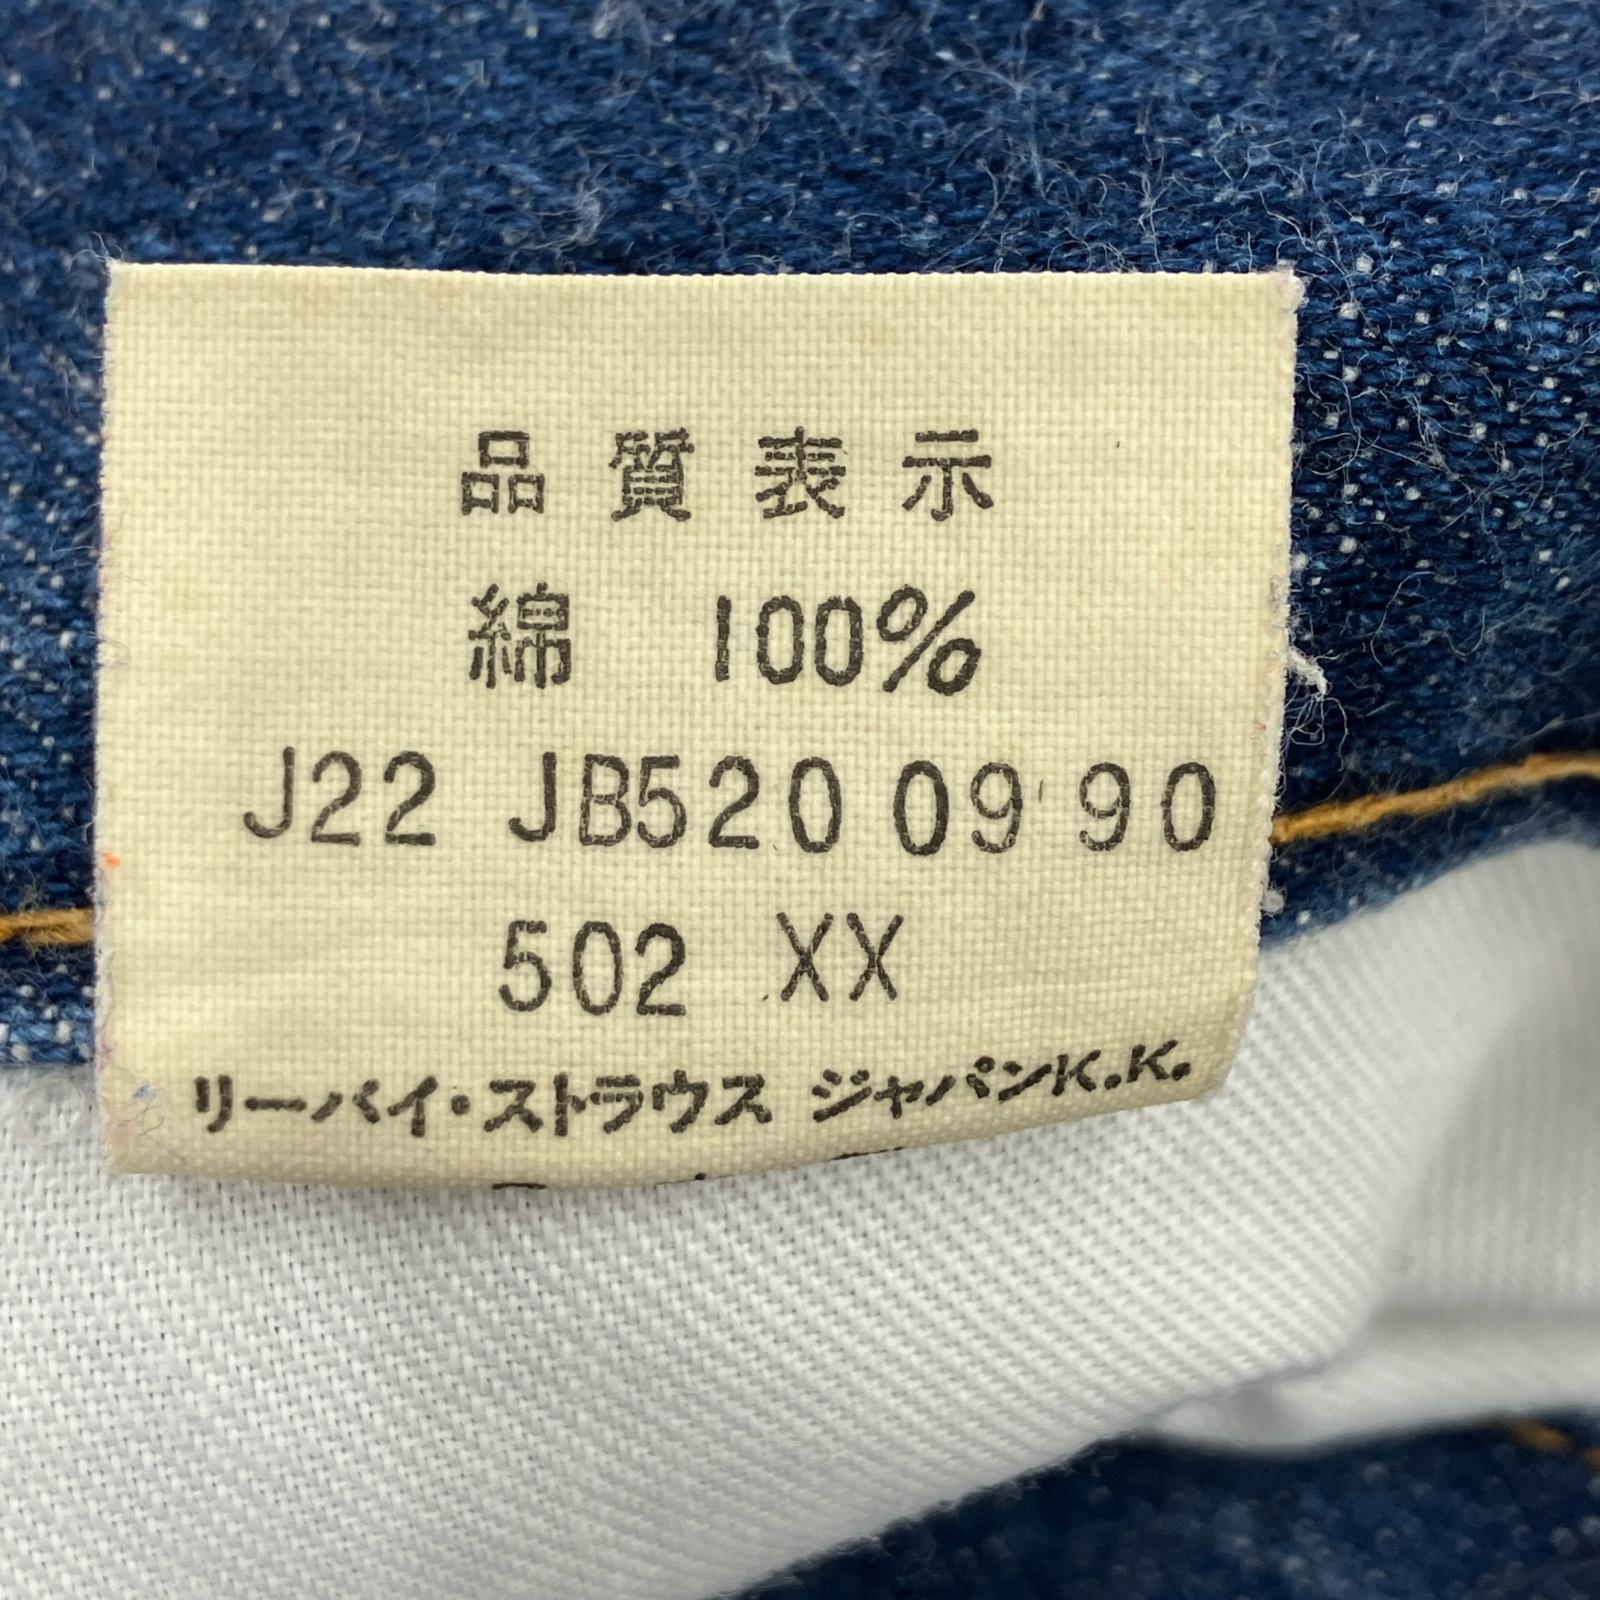 品質表示
綿 100%
J22 JB520 09 90
502 XX
リーバイ・ストラウス ジャパンK.K.